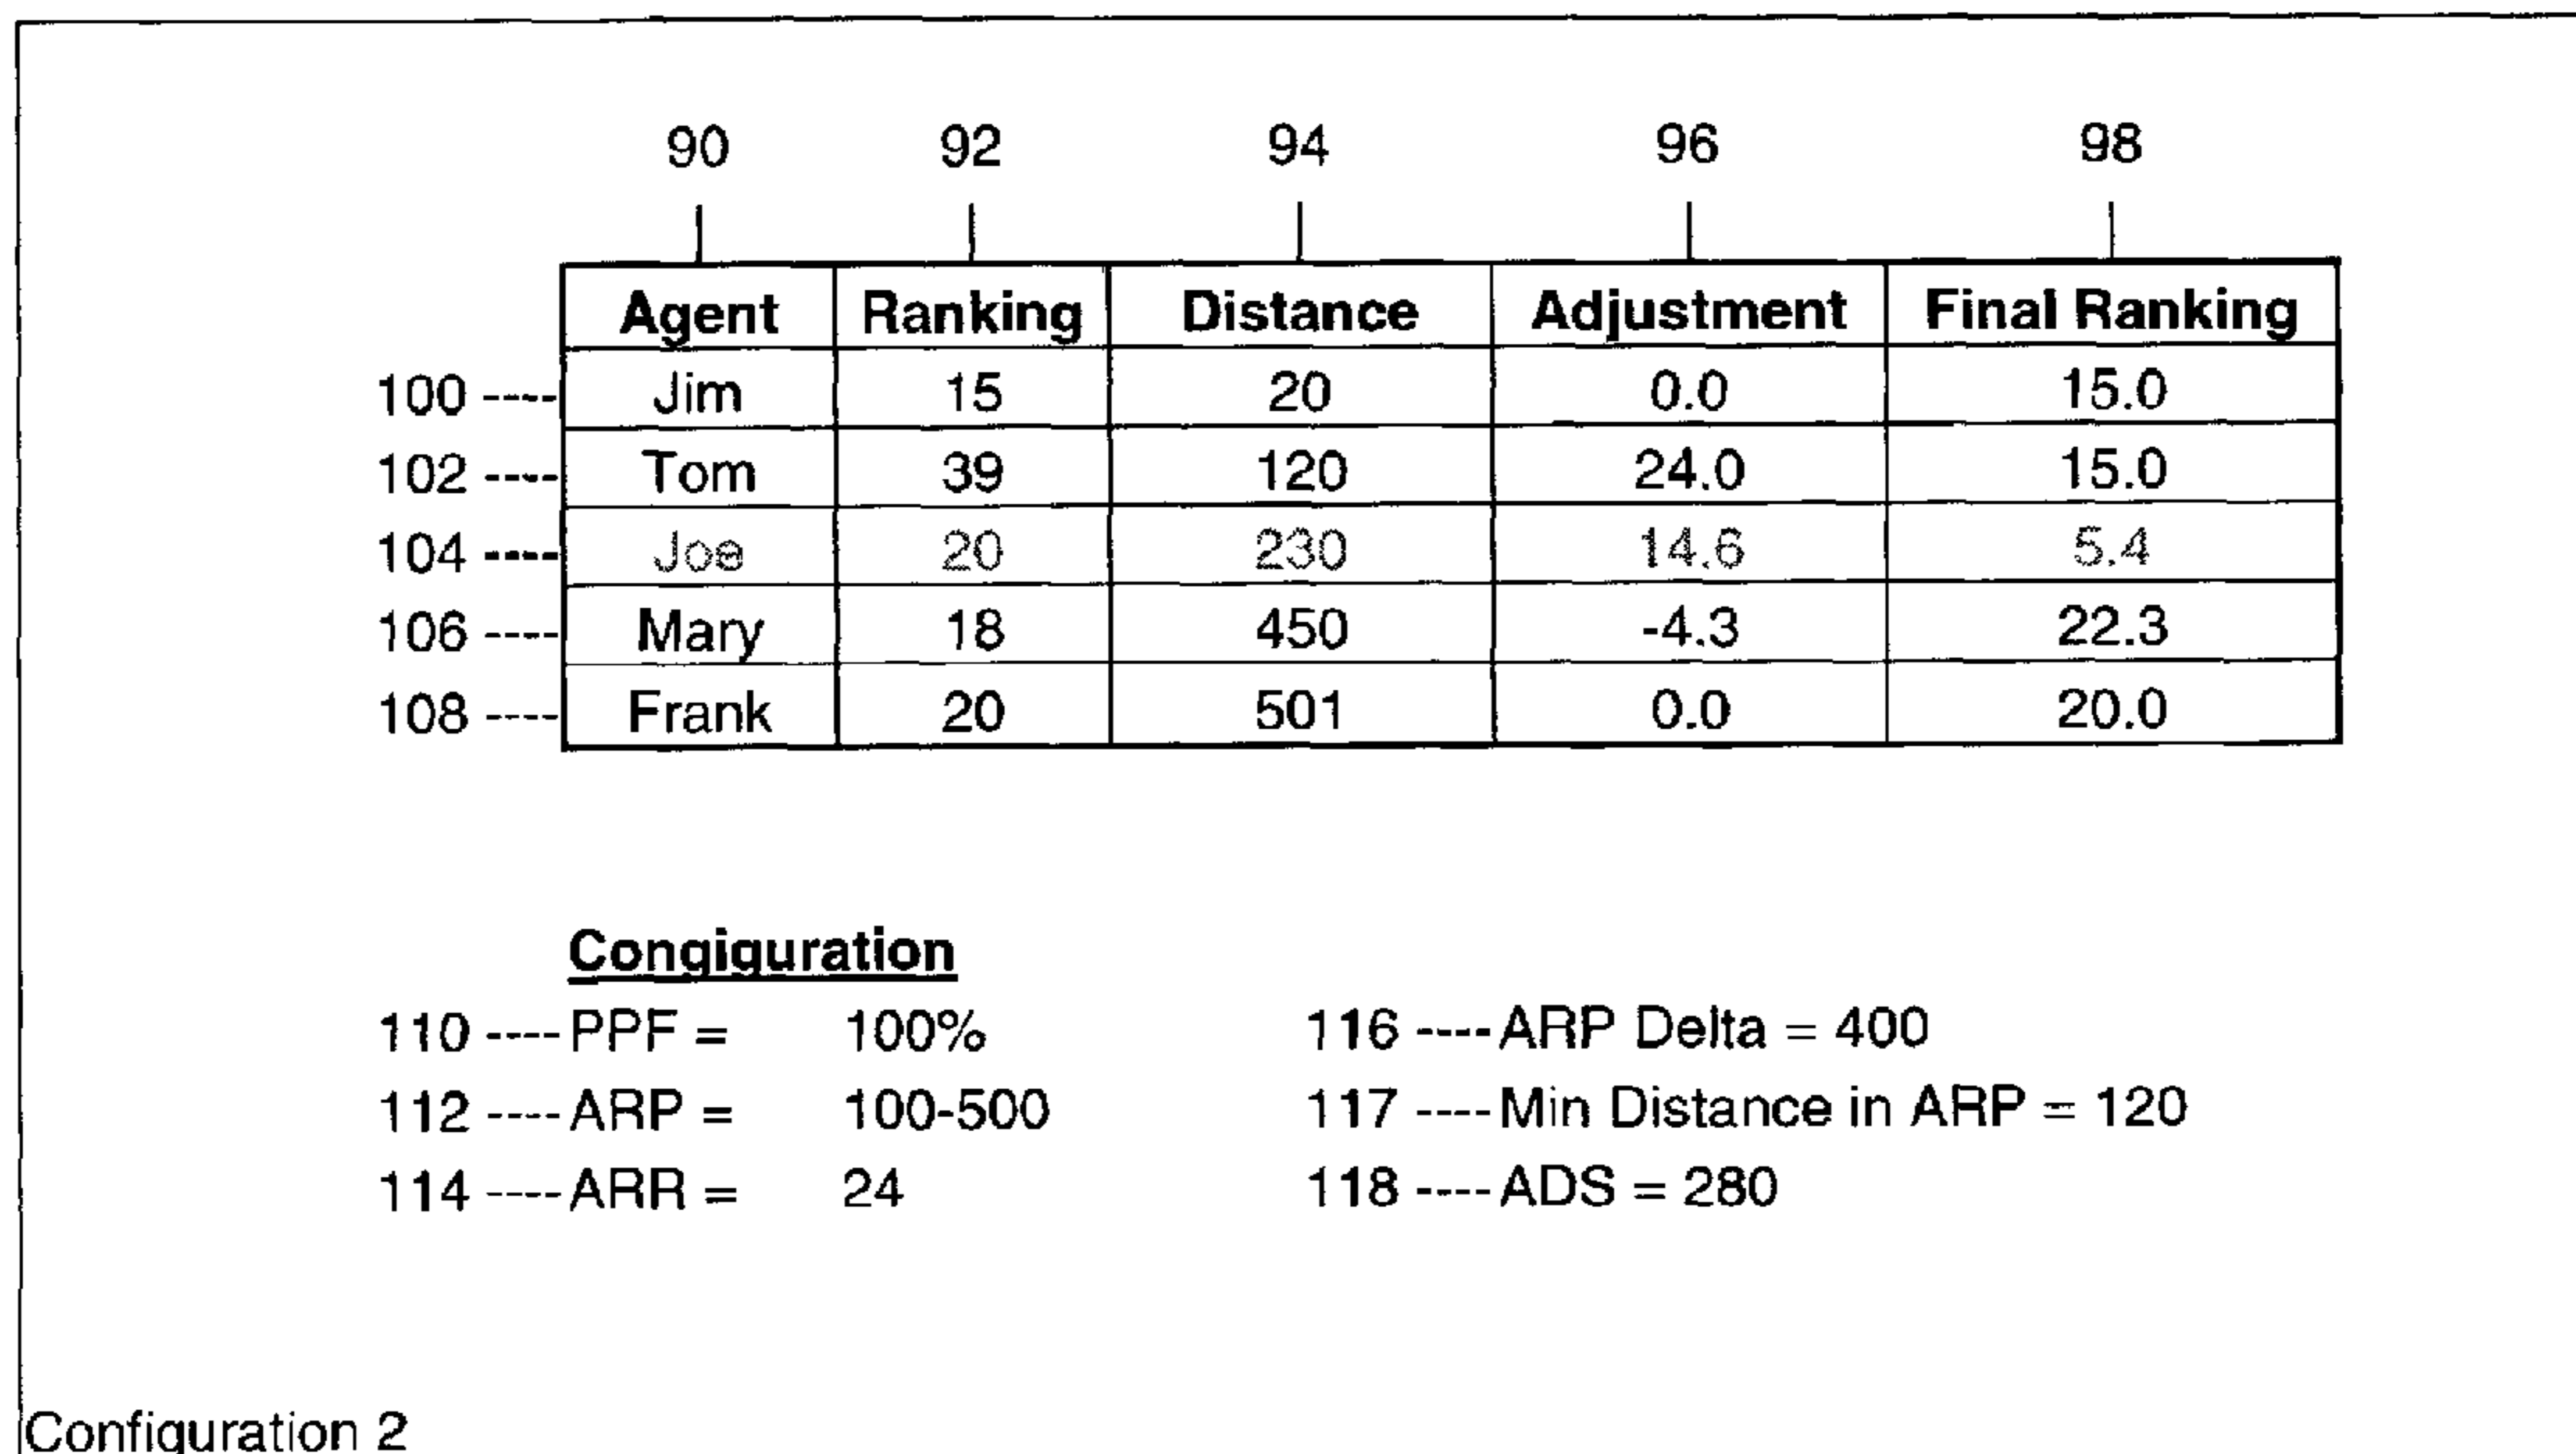 90 92 94 96 98
Agent Ranking Distance Adjustment Final Ranking
100 ---- Jim 15 20 0.0 15.0
102 ---- Tom 39 120 24.0 15.0
104 ---- Joe 20 230 14.6 5.4
106 ---- Mary 18 450 -4.3 22.3
108 ---- Frank 20 501 0.0 20.0
Congiguration
110 ---- PPF = 100% 116 ---- ARP Delta = 400
112 ---- ARP = 100-500 117 ---- Min Distance in ARP = 120
114 ---- ARR = 24 118 ---- ADS = 280
Configuration 2